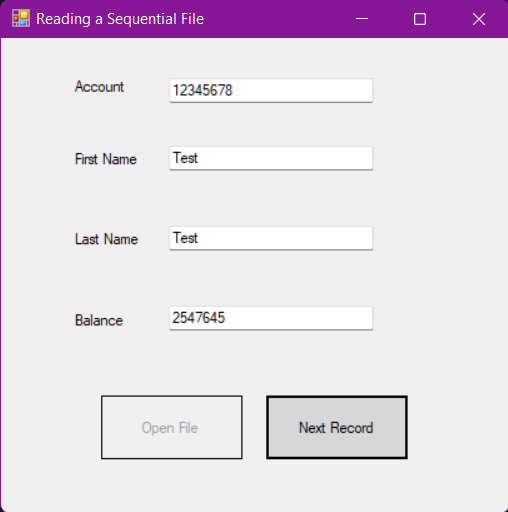 Reading a Sequential File
Account 12345678
First Name Test
Last Name Test
Balance 2547645
Open File Next Record